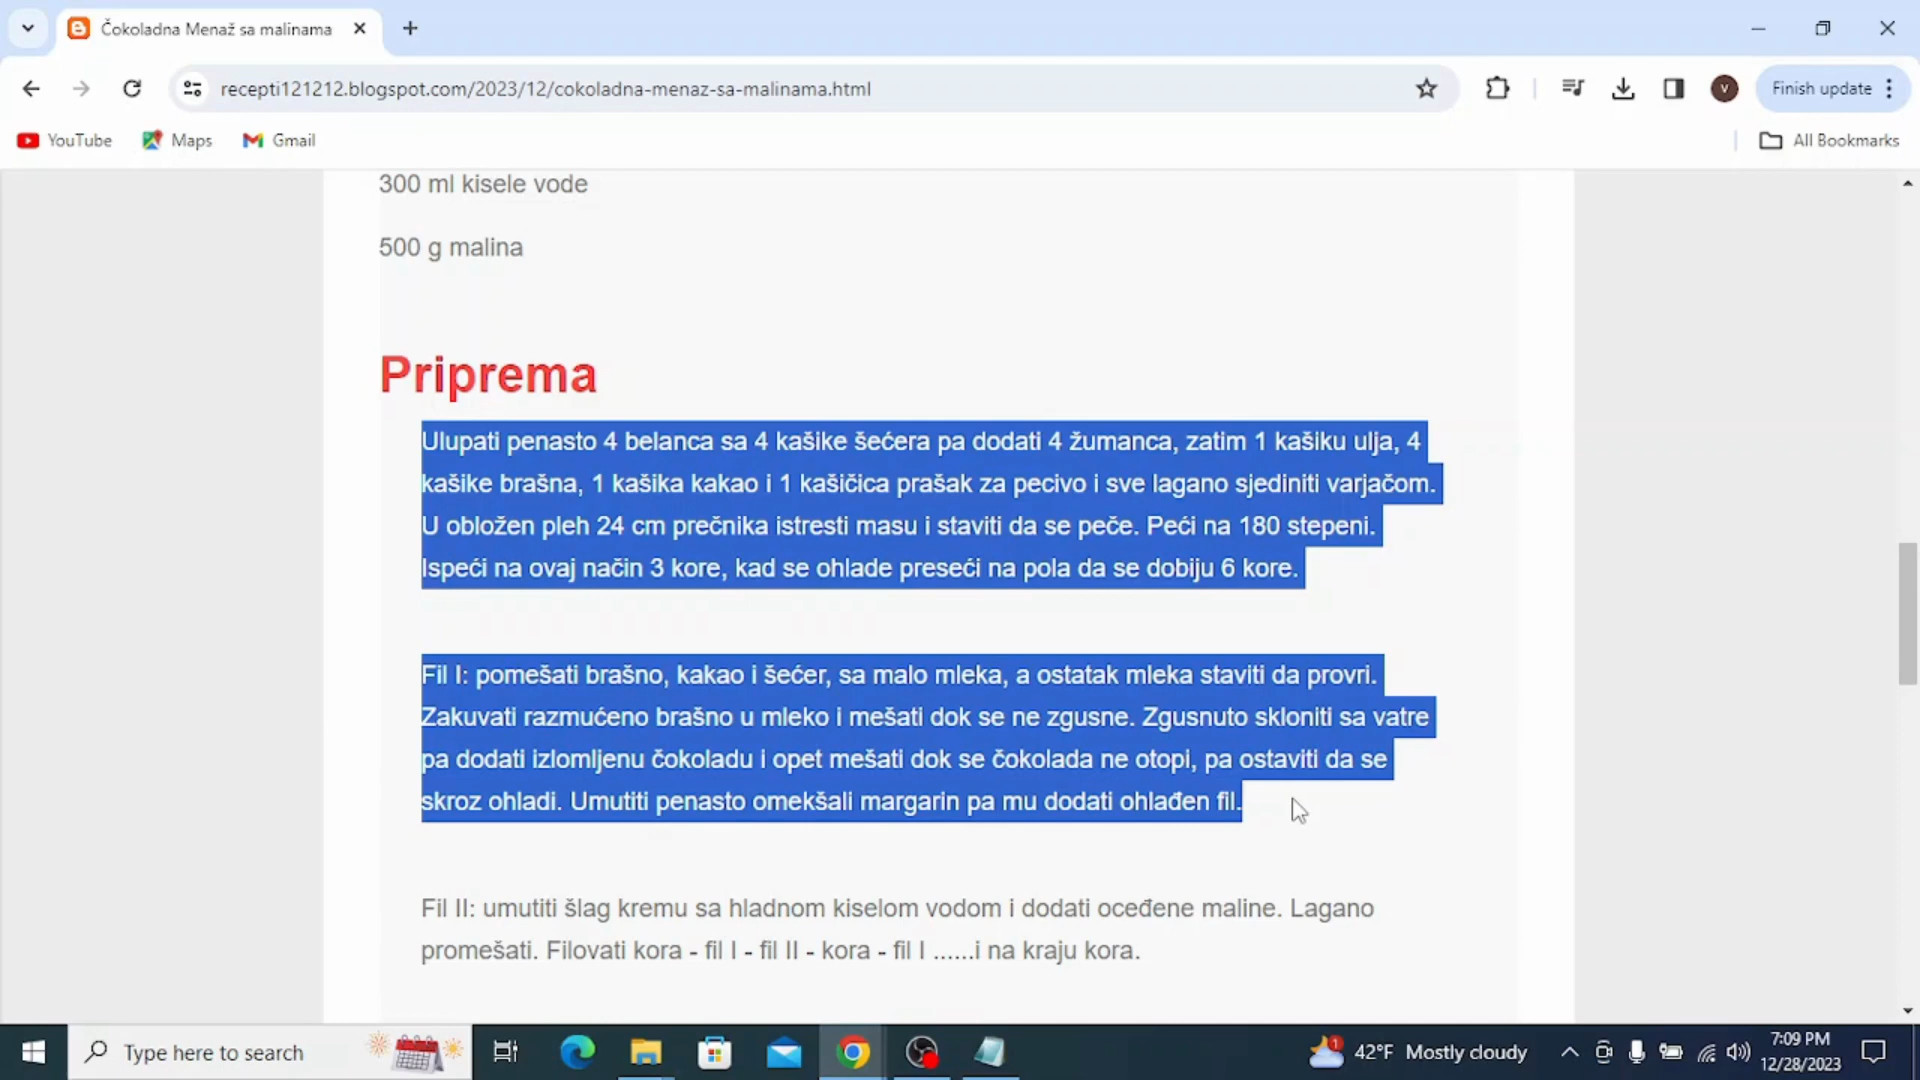 Čokoladna Menaž sa malinama
recepti121212.blogspot.com/2023/12/cokoladna-menaz-sa-malinama.html
V
Finish update
YouTube
Maps
Gmail
All Bookmarks
300 ml kisele vode
500 g malina
Priprema
Ulupati penasto 4 belanca sa 4 kašike šećera pa dodati 4 žumanca, zatim 1 kašiku ulja, 4
kašike brašna, 1 kašika kakao i 1 kašičica prašak za pecivo i sve lagano sjediniti varjačom.
U obložen pleh 24 cm prečnika istresti masu i staviti da se peče. Peći na 180 stepeni.
Ispeći na ovaj način 3 kore, kad se ohlade preseći na pola da se dobiju 6 kore.
Fil I: pomešati brašno, kakao i šećer, sa malo mleka, a ostatak mleka staviti da provri.
Zakuvati razmućeno brašno u mleko i mešati dok se ne zgusne. Zgusnuto skloniti sa vatre
pa dodati izlomljenu čokoladu i opet mešati dok se čokolada ne otopi, pa ostaviti da se
skroz ohladi. Umutiti penasto omekšali margarin pa mu dodati ohlađen fil.
Fil II: umutiti šlag kremu sa hladnom kiselom vodom i dodati oceđene maline. Lagano
promešati. Filovati kora - fil I - fil II - kora - fil I ......i na kraju kora.
Type here to search
1
42°F Mostly cloudy
7:09 PM
12/28/2023